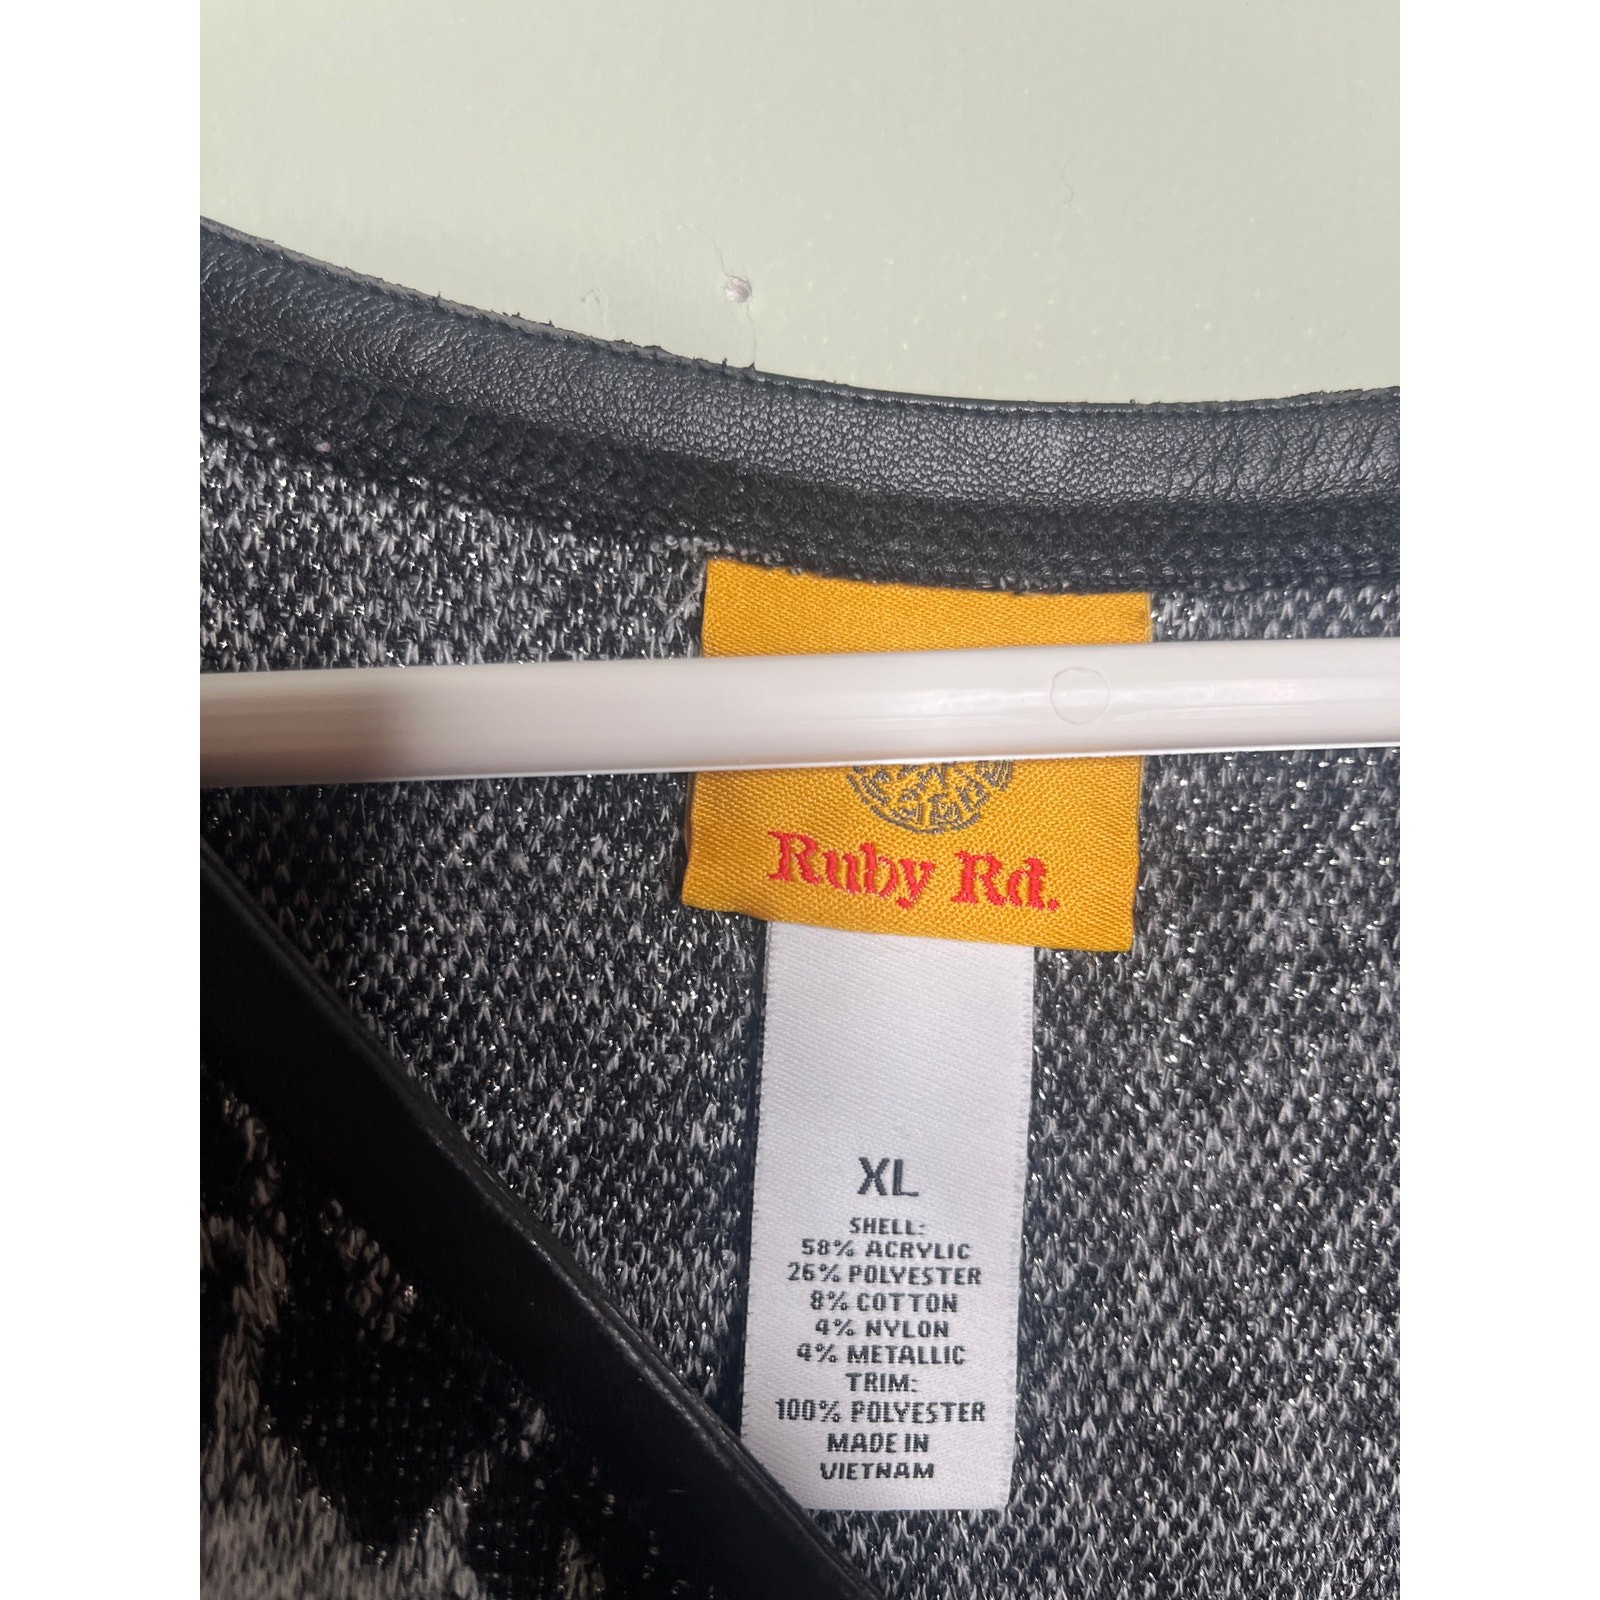 Ruby Rd.
XL
SHELL:
58% ACRYLIC
26% POLYESTER
8% COTTON
4% NYLON
4% METALLIC
TRIM:
100% POLYESTER
MADE IN
VIETNAM